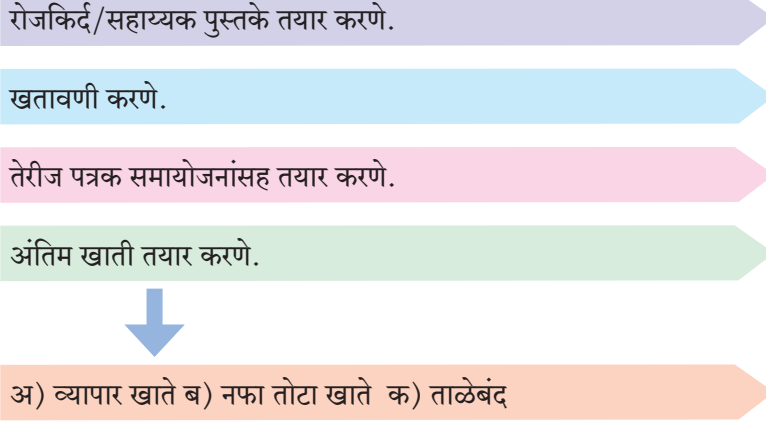 रोजकिर्द/सहाय्यक पुस्तके तयार करणे.
खतावणी करणे.
तेरीज पत्रक समायोजनांसह तयार करणे.
अंतिम खाती तयार करणे.
अ) व्यापार खाते ब) नफा तोटा खाते क) ताळेबंद